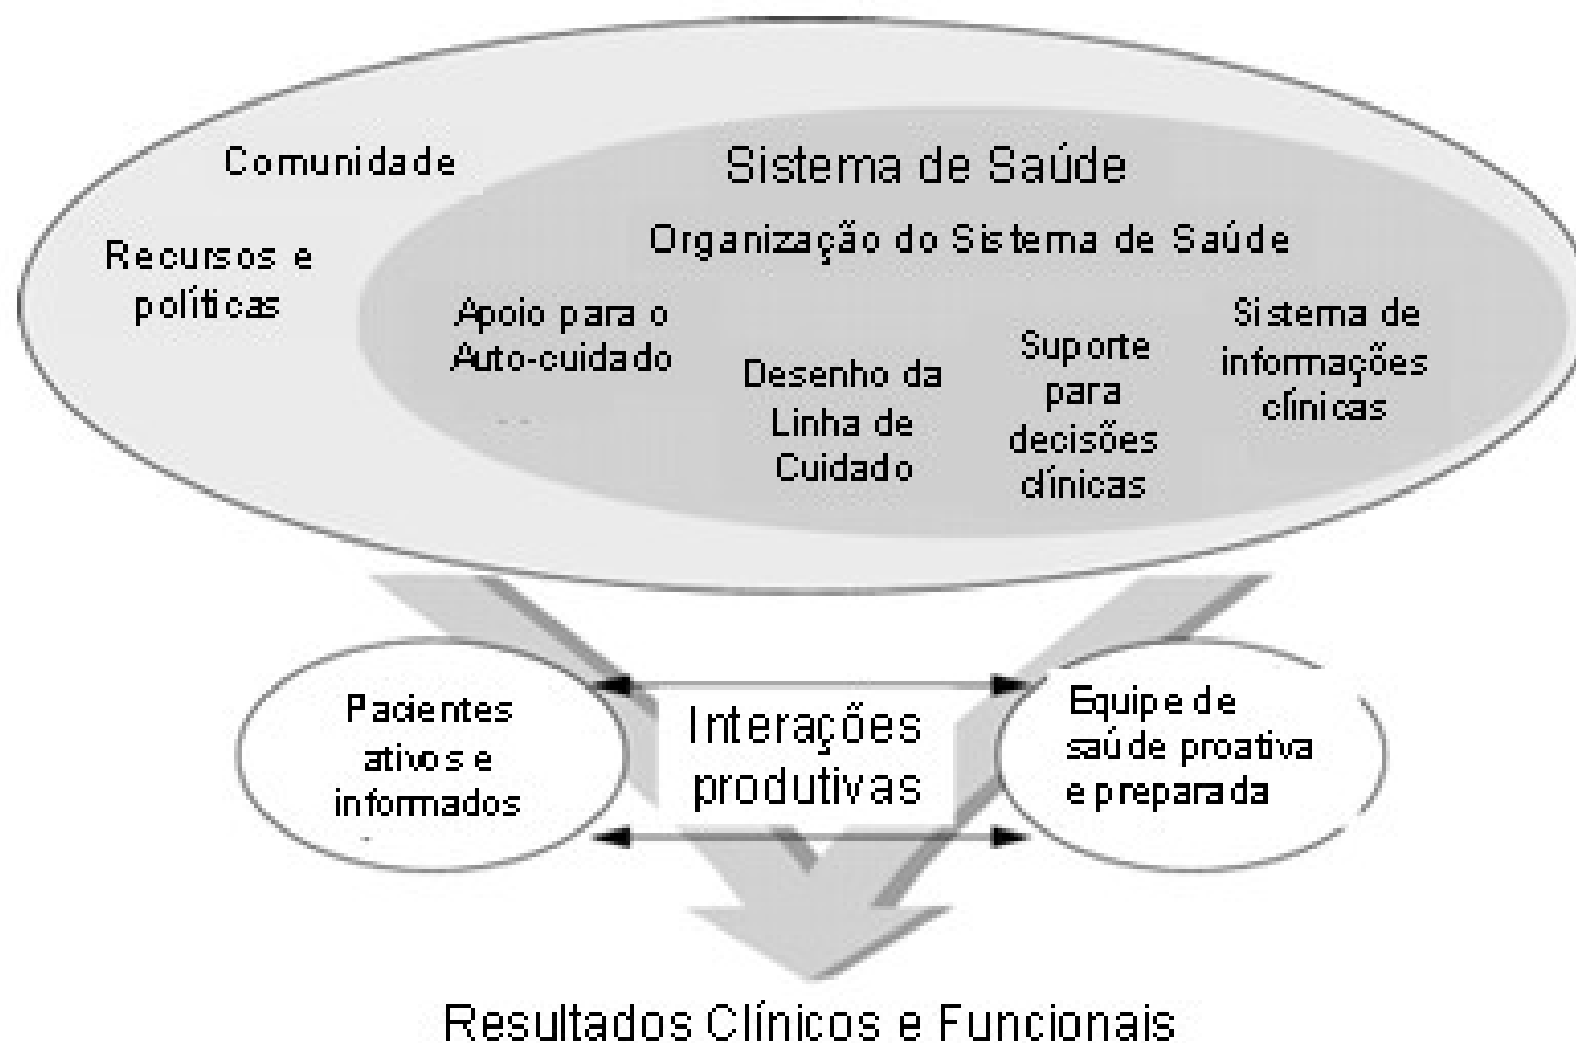 Comunidade
Sistema de Saúde
Organização do Sistema de Saúde
Recursos e
políticas
Apoio para o
Auto-cuidado
Desenho da
Linha de
Cuidado
Suporte
para
decisões
clínicas
Sistema de
informações
clínicas
Pacientes
ativos e
informados
Interações
produtivas
Equipe de
saúde proativa
e preparada
Resultados Clínicos e Funcionais